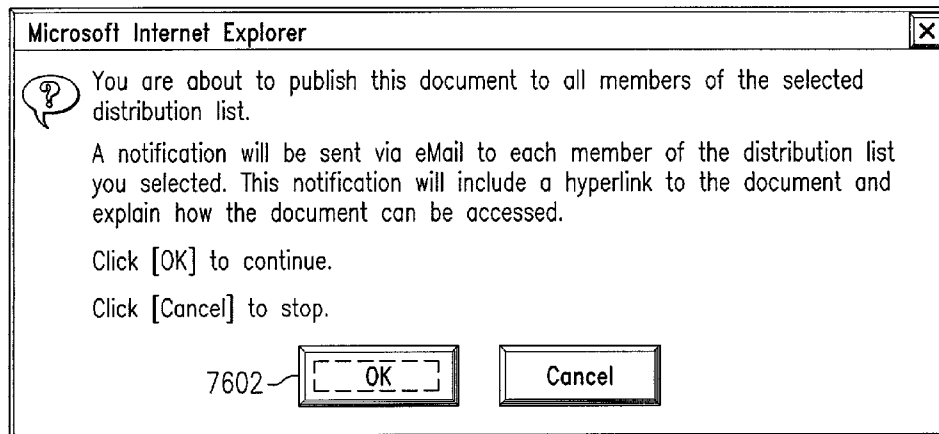 Microsoft Internet Explorer
You are about to publish this document to all members of the selected
distribution list.
A notification will be sent via eMail to each member of the distribution list
you selected. This notification will include a hyperlink to the document and
explain how the document can be accessed.
Click [OK] to continue.
Click [Cancel] to stop.
7602 OK Cancel